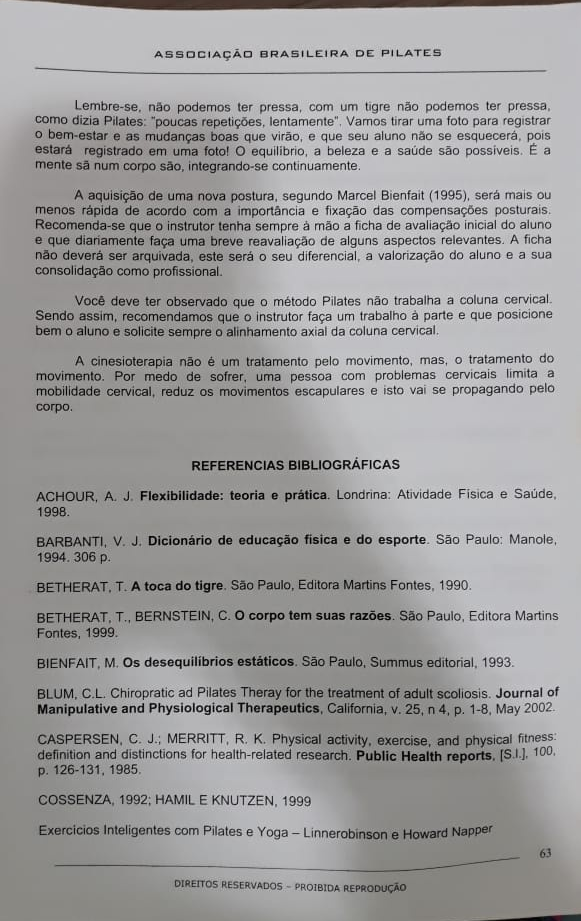 ASSOCIAÇÃO BRASILEIRA DE PILATES
Lembre-se, não podemos ter pressa, com um tigre não podemos ter pressa,
como dizia Pilates: "poucas repetições, lentamente". Vamos tirar uma foto para registrar
o bem-estar e as mudanças boas que virão, e que seu aluno não se esquecerá, pois
estará registrado em uma foto! O equilíbrio, a beleza e a saúde são possíveis. É a
mente sã num corpo são, integrando-se continuamente.
A aquisição de uma nova postura, segundo Marcel Bienfait (1995), será mais ou
menos rápida de acordo com a importância e fixação das compensações posturais.
Recomenda-se que o instrutor tenha sempre à mão a ficha de avaliação inicial do aluno
e que diariamente faça uma breve reavaliação de alguns aspectos relevantes. A ficha
não deverá ser arquivada, este será o seu diferencial, a valorização do aluno e a sua
consolidação como profissional.
Você deve ter observado que o método Pilates não trabalha a coluna cervical.
Sendo assim, recomendamos que o instrutor faça um trabalho à parte e que posicione
bem o aluno e solicite sempre o alinhamento axial da coluna cervical.
A cinesioterapia não é um tratamento pelo movimento, mas, o tratamento do
movimento. Por medo de sofrer, uma pessoa com problemas cervicais limita a
mobilidade cervical, reduz os movimentos escapulares e isto vai se propagando pelo
corpo.
REFERENCIAS BIBLIOGRÁFICAS
ACHOUR, A. J. Flexibilidade: teoria e prática. Londrina: Atividade Física e Saúde,
1998.
BARBANTI, V. J. Dicionário de educação física e do esporte. São Paulo: Manole,
1994. 306 p.
BETHERAT, T. A toca do tigre. São Paulo, Editora Martins Fontes, 1990.
BETHERAT, T., BERNSTEIN, C. O corpo tem suas razões. São Paulo, Editora Martins
Fontes, 1999.
BIENFAIT, M. Os desequilíbrios estáticos. São Paulo, Summus editorial, 1993.
BLUM, C.L. Chiropratic ad Pilates Theray for the treatment of adult scoliosis. Journal of
Manipulative and Physiological Therapeutics, California, v. 25, n 4, p. 1-8, May 2002.
CASPERSEN, C. J.; MERRITT, R. K. Physical activity, exercise, and physical fitness:
definition and distinctions for health-related research. Public Health reports, [S.l.], 100,
p. 126-131, 1985.
COSSENZA, 1992; HAMIL E KNUTZEN, 1999
Exercícios Inteligentes com Pilates e Yoga – Linnerobinson e Howard Napper
63
DIREITOS RESERVADOS - PROIBIDA REPRODUÇÃO